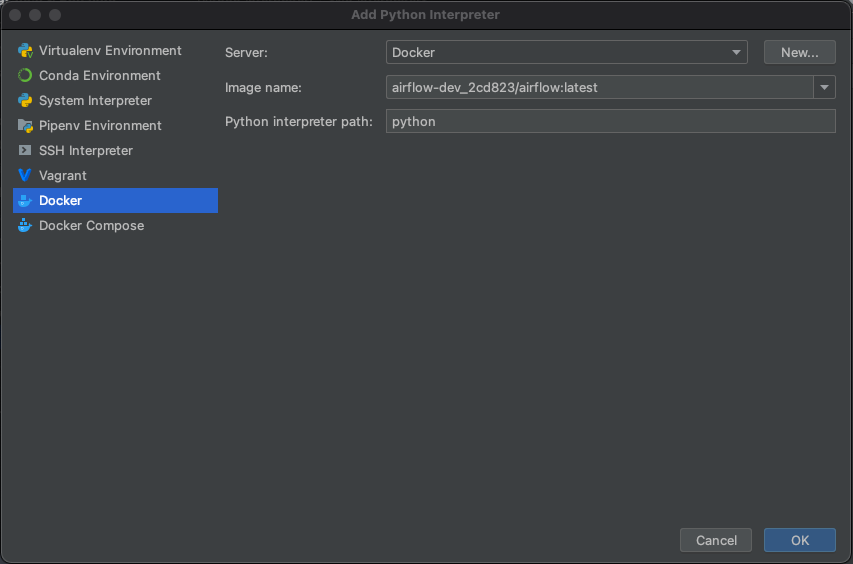 Add Python Interpreter
Virtualenv Environment
Conda Environment
System Interpreter
Pipenv Environment
SSH Interpreter
Vagrant
Docker
Docker Compose
Server: Docker New...
Image name: airflow-dev_2cd823/airflow:latest
Python interpreter path: python
Cancel OK